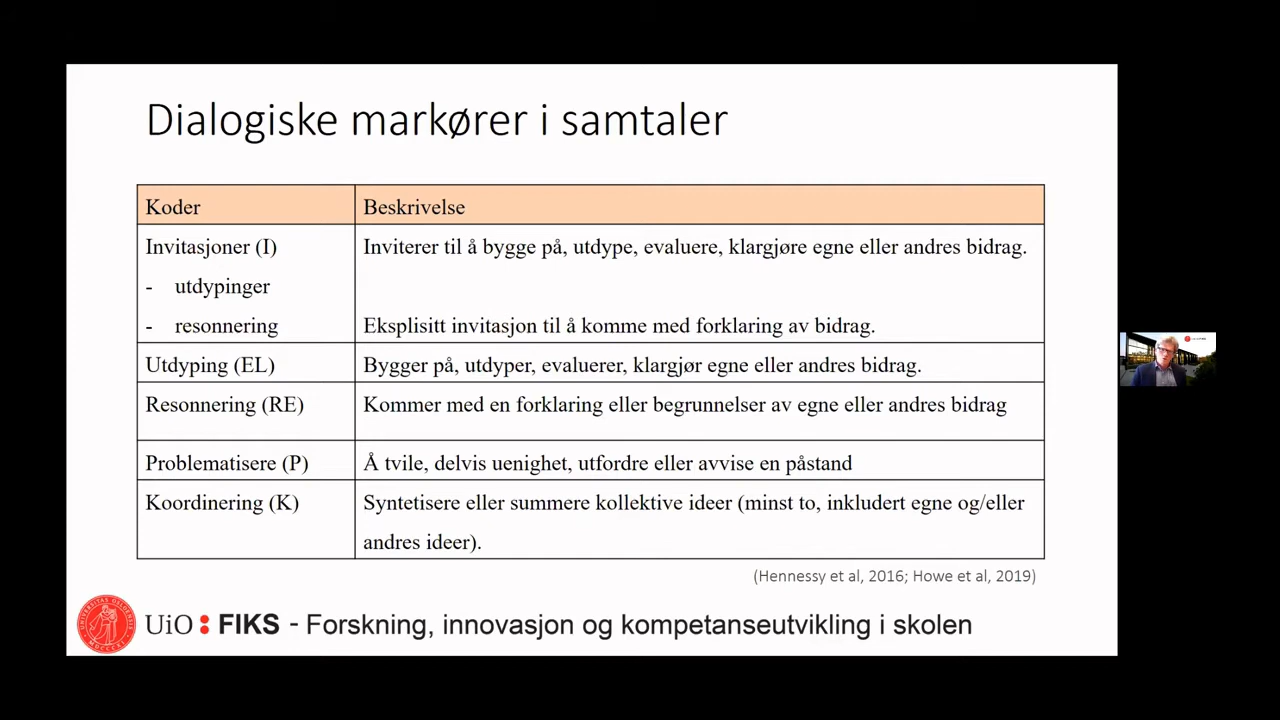 Dialogiske markører i samtaler
Koder
Beskrivelse
Invitasjoner (I)
- utdypinger
- resonnering
Inviterer til å bygge på, utdype, evaluere, klargjøre egne eller andres bidrag.
Eksplisitt invitasjon til å komme med forklaring av bidrag.
Utdyping (EL)
Bygger på, utdyper, evaluerer, klargjør egne eller andres bidrag.
Resonnering (RE)
Kommer med en forklaring eller begrunnelser av egne eller andres bidrag
Problematisere (P)
Å tvile, delvis uenighet, utfordre eller avvise en påstand
Koordinering (K)
Syntetisere eller summere kollektive ideer (minst to, inkludert egne og/eller
andres ideer).
(Hennessy et al, 2016; Howe et al, 2019)
UiO : FIKS - Forskning, innovasjon og kompetanseutvikling i skolen